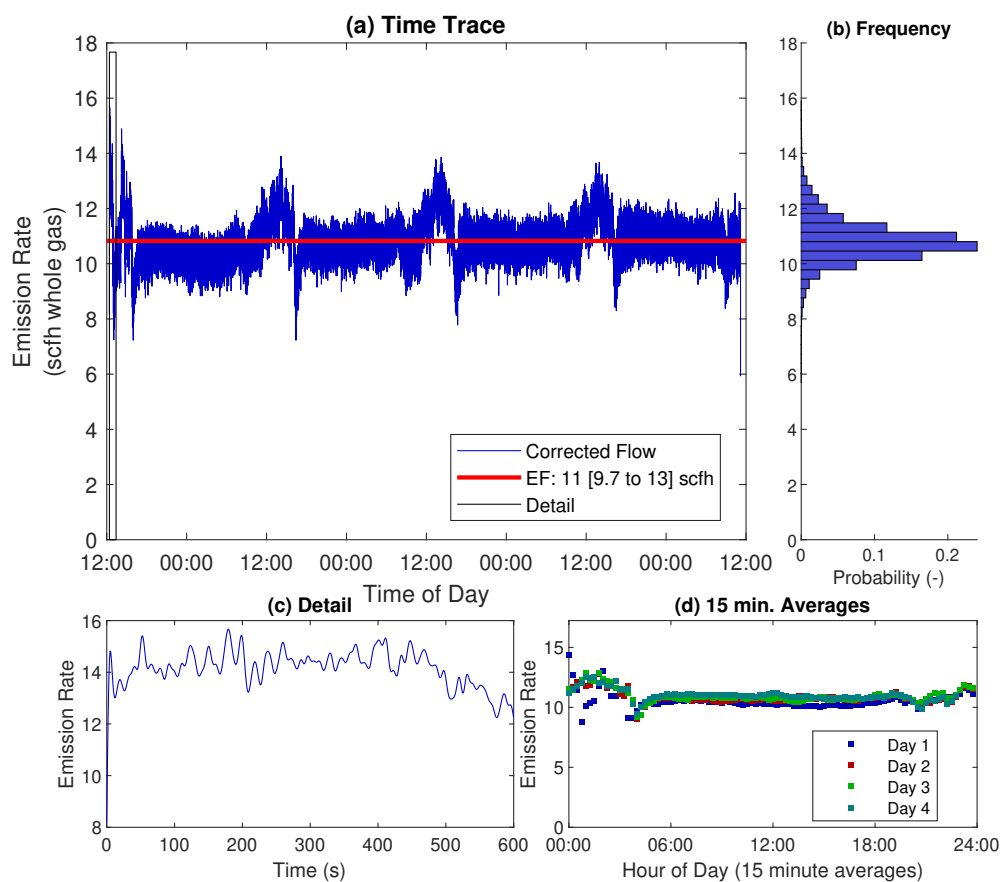 (a) Time Trace
18
16
14
12
10
8
6
4
2
0
Emission Rate
(scfh whole gas)
Corrected Flow
EF: 11 [9.7 to 13] scfh
Detail
12:00 00:00 12:00 00:00 12:00 00:00 12:00 00:00 12:00
Time of Day
(b) Frequency
18
16
14
12
10
8
6
4
2
0
0 0.1 0.2
Probability (-)
(c) Detail
16
14
12
10
8
Emission Rate
0 100 200 300 400 500 600
Time (s)
(d) 15 min. Averages
15
10
5
0
Emission Rate
Day 1
Day 2
Day 3
Day 4
00:00 06:00 12:00 18:00 24:00
Hour of Day (15 minute averages)